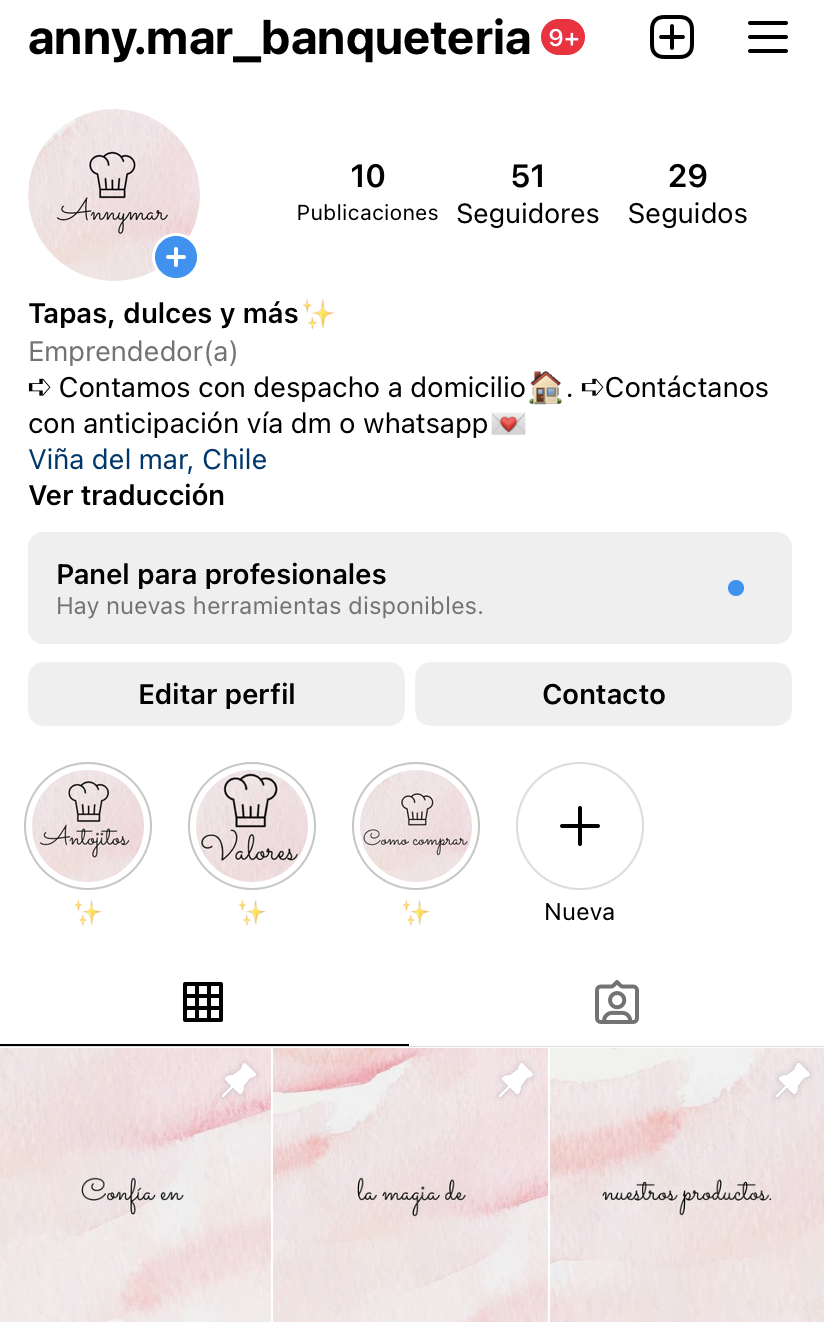 anny.mar_banqueteria 9+
Annymar
10 51 29
Publicaciones Seguidores Seguidos
Tapas, dulces y más✨
Emprendedor(a)
➪ Contamos con despacho a domicilio🏠. ➪Contáctanos
con anticipación vía dm o whatsapp💌
Viña del mar, Chile
Ver traducción
Panel para profesionales
Hay nuevas herramientas disponibles.
Editar perfil Contacto
Antojitos Valores Como comprar
✨ ✨ ✨ Nueva
Confía en la magia de nuestros productos.